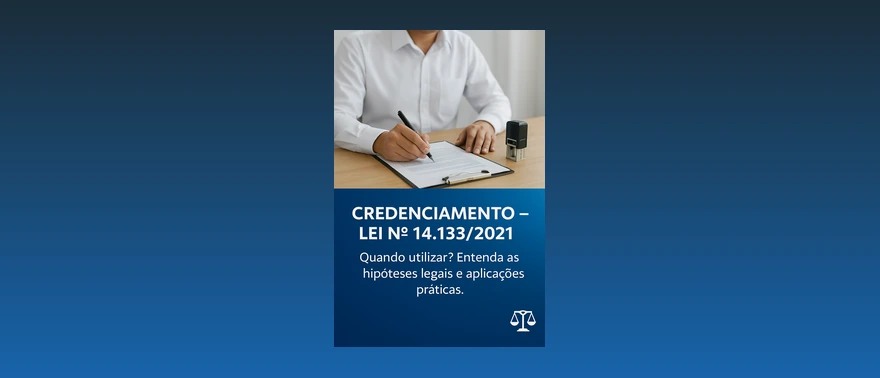 CREDENCIAMENTO –
LEI Nº 14.133/2021
Quando utilizar? Entenda as
hipóteses legais e aplicações
práticas.